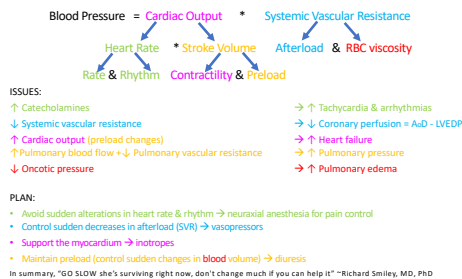 Blood Pressure = Cardiac Output * Systemic Vascular Resistance
Heart Rate * Stroke Volume Afterload & RBC viscosity
Rate & Rhythm Contractility & Preload
ISSUES:
↑ Catecholamines → ↑ Tachycardia & arrhythmias
↓ Systemic vascular resistance → ↓ Coronary perfusion = AoD - LVEDP
↑ Cardiac output (preload changes) → ↑ Heart failure
↑Pulmonary blood flow +↓ Pulmonary vascular resistance → ↑ Pulmonary pressure
↓ Oncotic pressure → ↑ Pulmonary edema
PLAN:
• Avoid sudden alterations in heart rate & rhythm → neuraxial anesthesia for pain control
• Control sudden decreases in afterload (SVR) → vasopressors
• Support the myocardium → inotropes
• Maintain preload (control sudden changes in blood volume) → diuresis
In summary, "GO SLOW she's surviving right now, don't change much if you can help it" ~Richard Smiley, MD, PhD